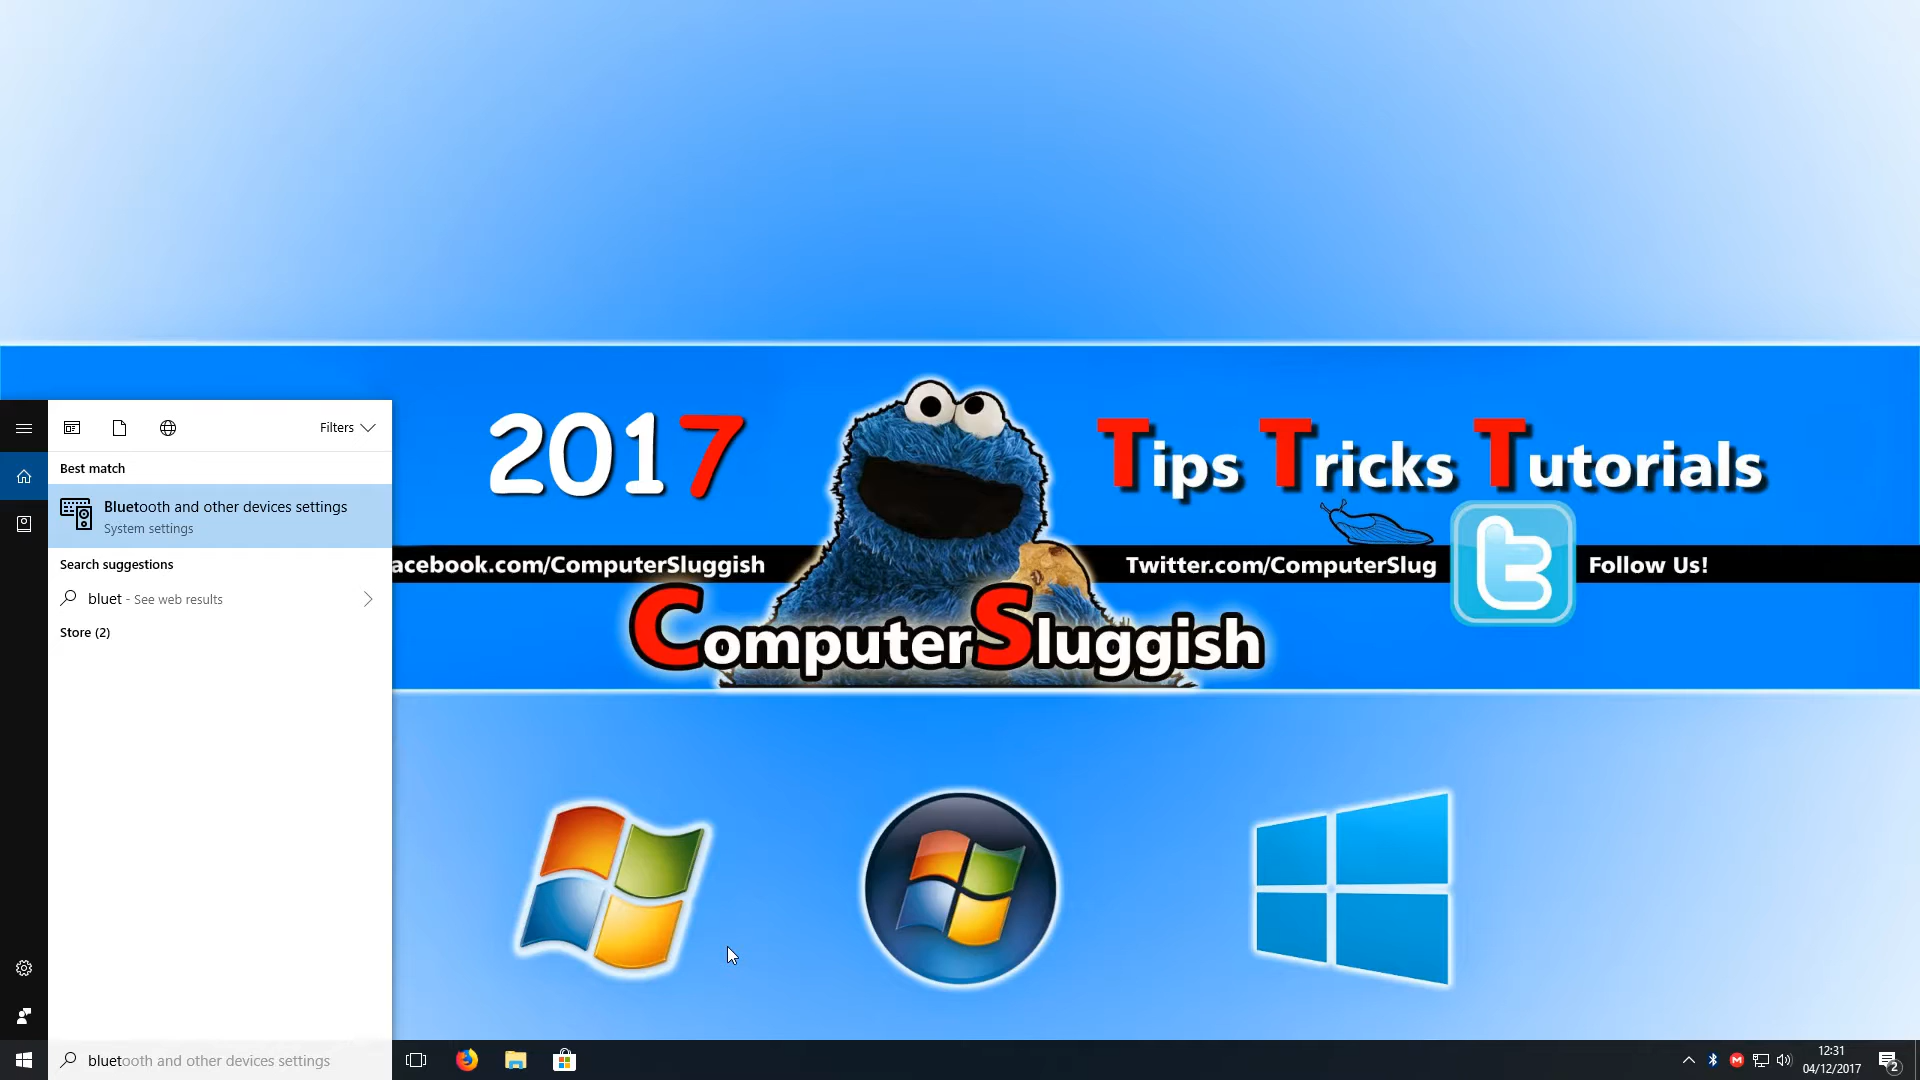 2017
Tips Tricks Tutorials
acebook.com/ComputerSluggish
Twitter.com/ComputerSlug
Follow Us!
ComputerSluggish
Filters
Best match
Bluetooth and other devices settings
System settings
Search suggestions
bluet - See web results
Store (2)
bluetooth and other devices settings
12:31
04/12/2017
2